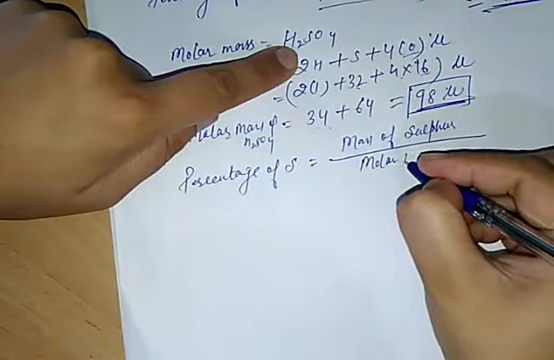 Molar mass = H2SO4
2H + S + 4(O) u
= (2(1) + 32 + 4×16) u
Molar Mass of H2SO4 = 34 + 64 = 98 u
Percentage of S = Mass of Sulphur
Molar